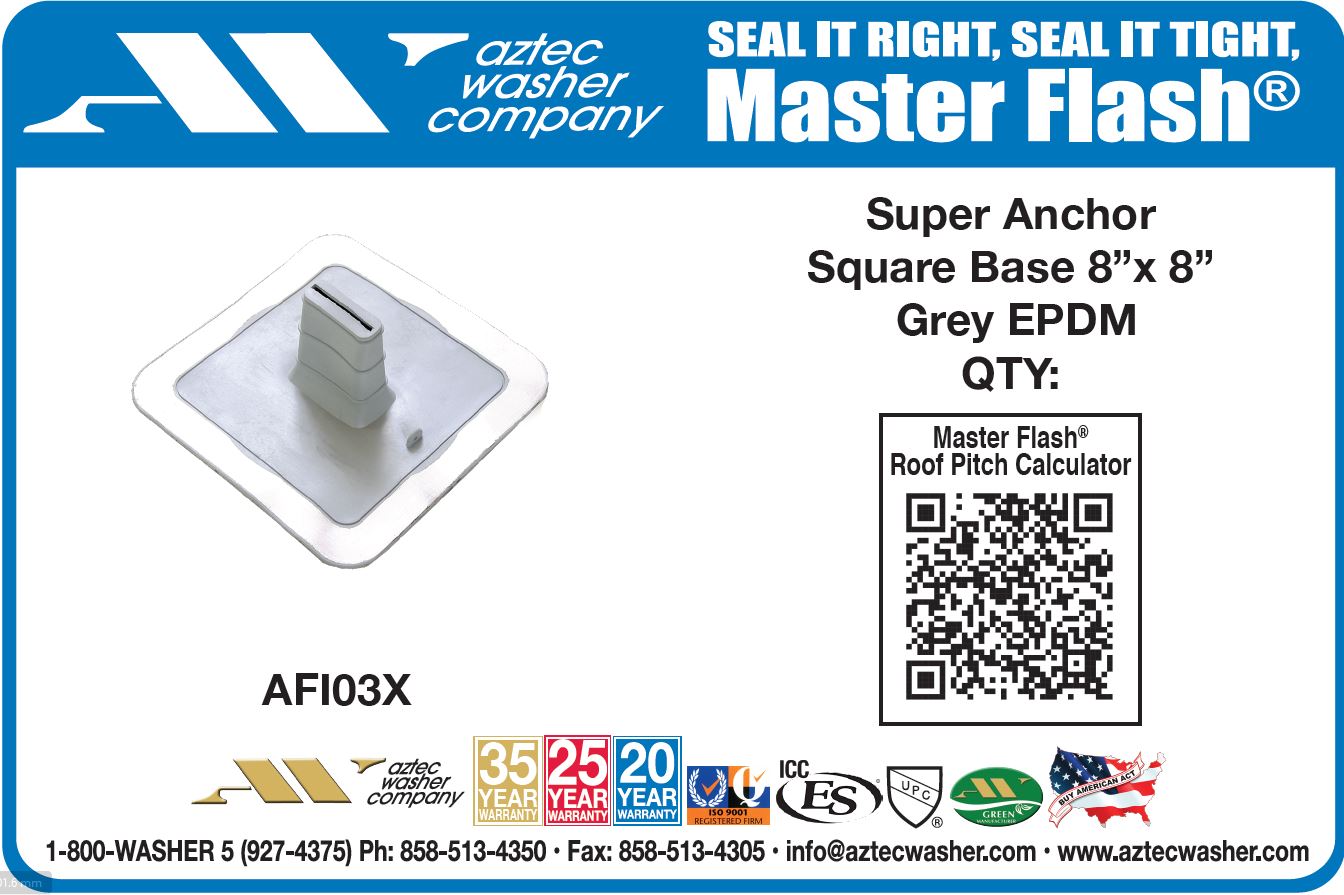 aztec
washer
company
SEAL IT RIGHT, SEAL IT TIGHT,
Master Flash®
Super Anchor
Square Base 8”x 8”
Grey EPDM
QTY:
Master Flash®
Roof Pitch Calculator
AFI03X
aztec
washer
company
35
YEAR
WARRANTY
25
YEAR
WARRANTY
20
YEAR
WARRANTY
Q
ISO 9001
REGISTERED FIRM
ICC
ES
UPC
®
GREEN
MANUFACTURER
BUY AMERICAN ACT
1-800-WASHER 5 (927-4375) Ph: 858-513-4350 • Fax: 858-513-4305 • info@aztecwasher.com • www.aztecwasher.com